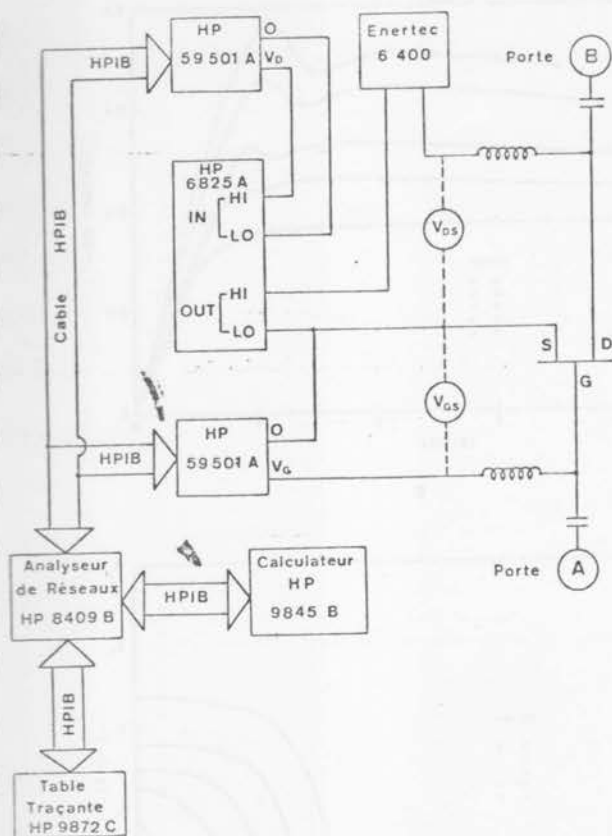 HP
59 501 A
O
VD
HPIB
Enertec
6 400
Porte
B
HP
6825 A
HI
IN
LO
HI
OUT
LO
Cable HPIB
VDS
S
D
G
VGS
HP
59 501 A
O
VG
HPIB
Analyseur
de Réseaux
HP 8409 B
HPIB
Calculateur
HP
9845 B
Porte
A
HPIB
Table
Traçante
HP 9872 C